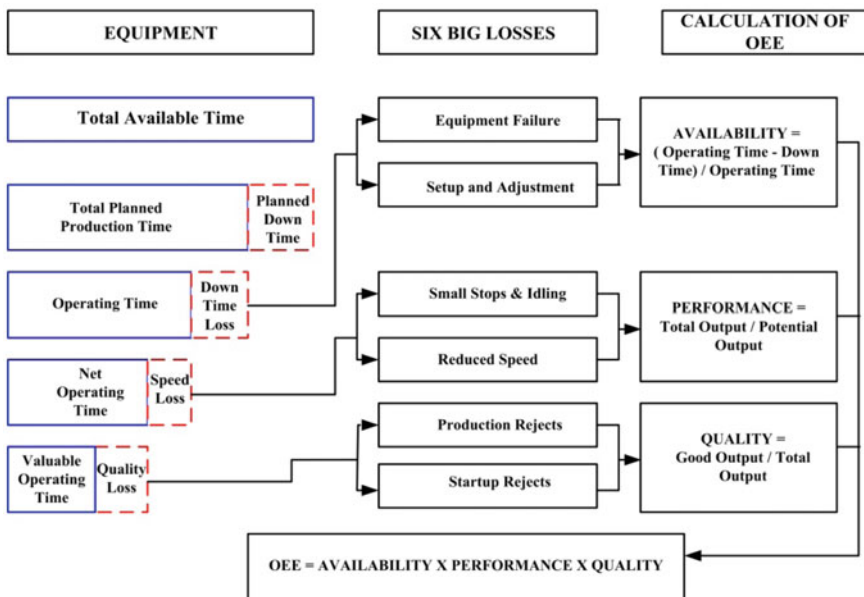 EQUIPMENT
SIX BIG LOSSES
CALCULATION OF
OEE
Total Available Time
Equipment Failure
Setup and Adjustment
AVAILABILITY =
( Operating Time - Down
Time) / Operating Time
Total Planned
Production Time
Planned
Down
Time
Operating Time
Down
Time
Loss
Small Stops & Idling
Reduced Speed
PERFORMANCE =
Total Output / Potential
Output
Net
Operating
Time
Speed
Loss
Production Rejects
Startup Rejects
QUALITY =
Good Output / Total
Output
Valuable
Operating
Time
Quality
Loss
OEE = AVAILABILITY X PERFORMANCE X QUALITY